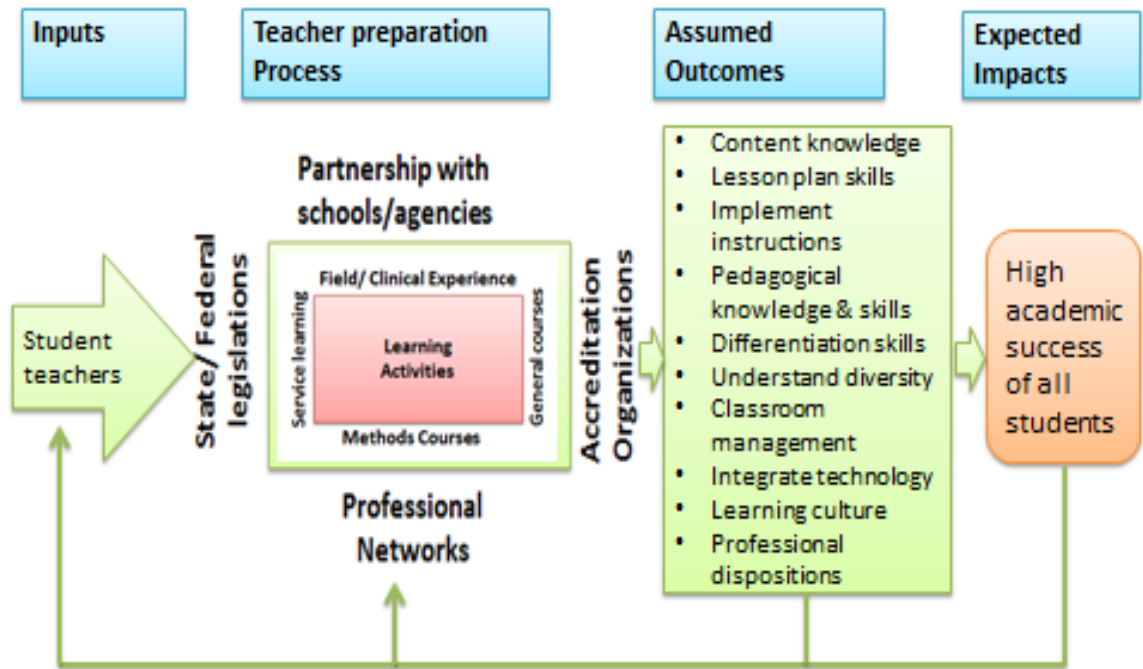 Inputs
Teacher preparation
Process
Assumed
Outcomes
Expected
Impacts
Student
teachers
State/ Federal
legislations
Partnership with
schools/agencies
Field/ Clinical Experience
Service learning
Learning
Activities
General courses
Methods Courses
Professional
Networks
Accreditation
Organizations
• Content knowledge
• Lesson plan skills
• Implement
instructions
• Pedagogical
knowledge & skills
• Differentiation skills
• Understand diversity
• Classroom
management
• Integrate technology
• Learning culture
• Professional
dispositions
High
academic
success
of all
students